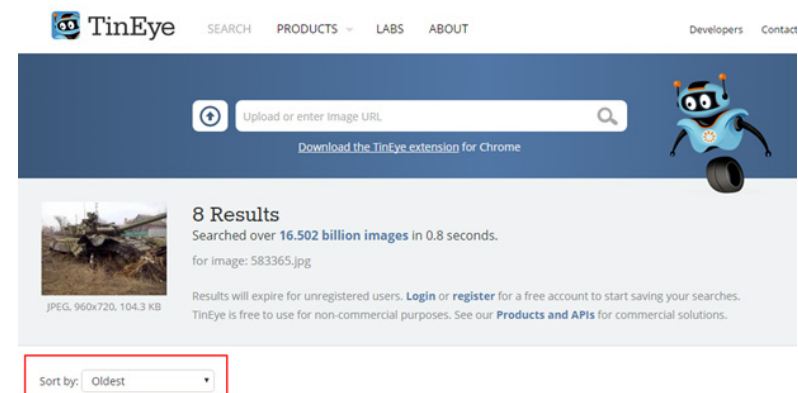 TinEye SEARCH PRODUCTS LABS ABOUT Developers Contact
Upload or enter Image URL
Download the TinEye extension for Chrome
8 Results
Searched over 16.502 billion images in 0.8 seconds.
for image: 583365.jpg
JPEG, 960x720, 104.3 KB
Results will expire for unregistered users. Login or register for a free account to start saving your searches.
TinEye is free to use for non-commercial purposes. See our Products and APIs for commercial solutions.
Sort by: Oldest